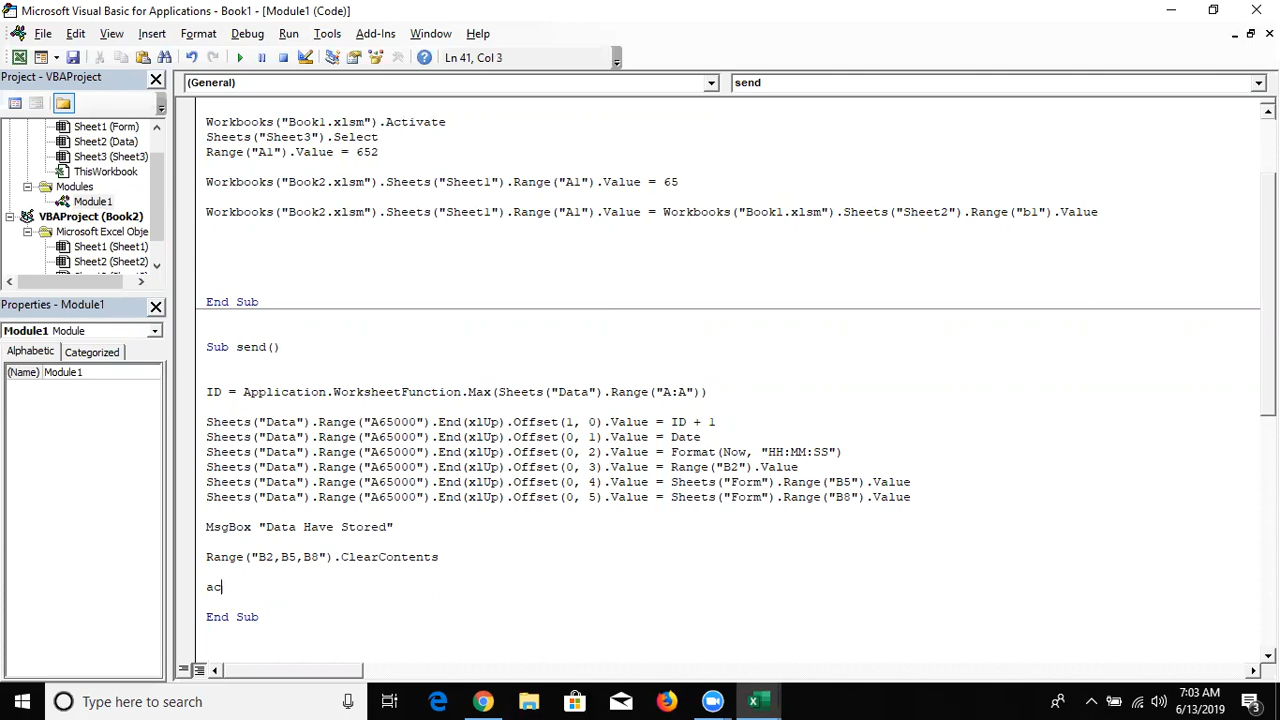 Microsoft Visual Basic for Applications - Book1 - [Module1 (Code)]
File Edit View Insert Format Debug Run Tools Add-Ins Window Help
Ln 41, Col 3
Project - VBAProject
(General)
send
Sheet1 (Form)
Sheet2 (Data)
Sheet3 (Sheet3)
ThisWorkbook
Modules
Module1
VBAProject (Book2)
Microsoft Excel Obje
Sheet1 (Sheet1)
Sheet2 (Sheet2)
Properties - Module1
Module1 Module
Alphabetic Categorized
(Name) Module1
Workbooks("Book1.xlsm").Activate
Sheets("Sheet3").Select
Range("A1").Value = 652
Workbooks("Book2.xlsm").Sheets("Sheet1").Range("A1").Value = 65
Workbooks("Book2.xlsm").Sheets("Sheet1").Range("A1").Value = Workbooks("Book1.xlsm").Sheets("Sheet2").Range("b1").Value
End Sub
Sub send()
ID = Application.WorksheetFunction.Max(Sheets("Data").Range("A:A"))
Sheets("Data").Range("A65000").End(xlUp).Offset(1, 0).Value = ID + 1
Sheets("Data").Range("A65000").End(xlUp).Offset(0, 1).Value = Date
Sheets("Data").Range("A65000").End(xlUp).Offset(0, 2).Value = Format(Now, "HH:MM:SS")
Sheets("Data").Range("A65000").End(xlUp).Offset(0, 3).Value = Range("B2").Value
Sheets("Data").Range("A65000").End(xlUp).Offset(0, 4).Value = Sheets("Form").Range("B5").Value
Sheets("Data").Range("A65000").End(xlUp).Offset(0, 5).Value = Sheets("Form").Range("B8").Value
MsgBox "Data Have Stored"
Range("B2,B5,B8").ClearContents
ac
End Sub
Type here to search
7:03 AM
6/13/2019
3